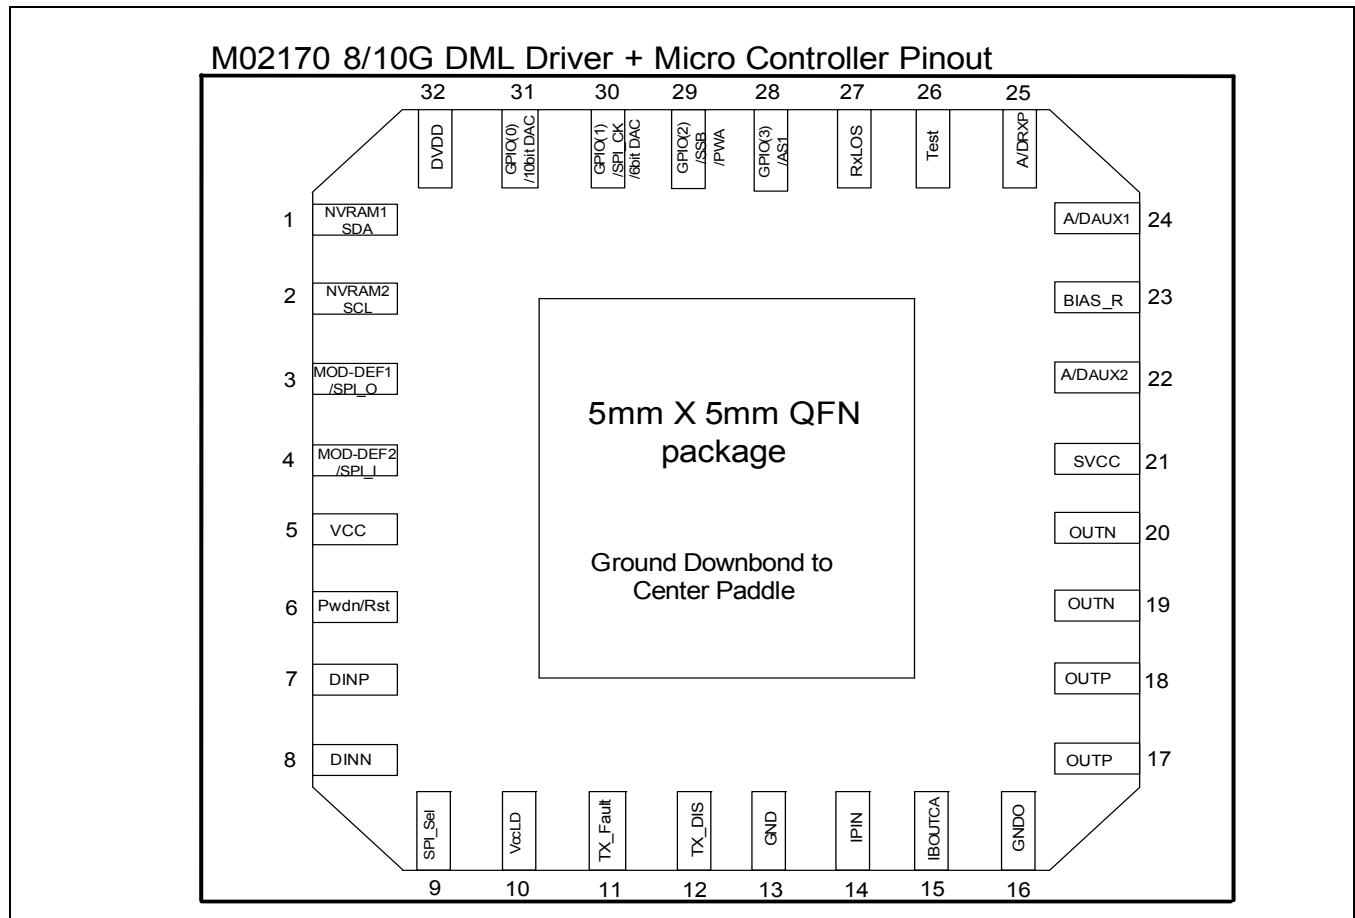 M02170 8/10G DML Driver + Micro Controller Pinout
32
31
30
29
28
27
26
25
DVDD
GPIO(0)
/10bit DAC
GPIO(1)
/SPI_CK
/6bit DAC
GPIO(2)
/SSB
/PWA
GPIO(3)
/AS1
RxLOS
Test
A/DRXP
1
NVRAM1
SDA
2
NVRAM2
SCL
3
MOD-DEF1
/SPI_O
4
MOD-DEF2
/SPI_I
5
VCC
6
Pwdn/Rst
7
DINP
8
DINN
5mm X 5mm QFN
package
Ground Downbond to
Center Paddle
A/DAUX1
24
BIAS_R
23
A/DAUX2
22
SVCC
21
OUTN
20
OUTN
19
OUTP
18
OUTP
17
SPI_Sel
VccLD
TX_Fault
TX_DIS
GND
IPIN
IBOUTCA
GNDO
9
10
11
12
13
14
15
16